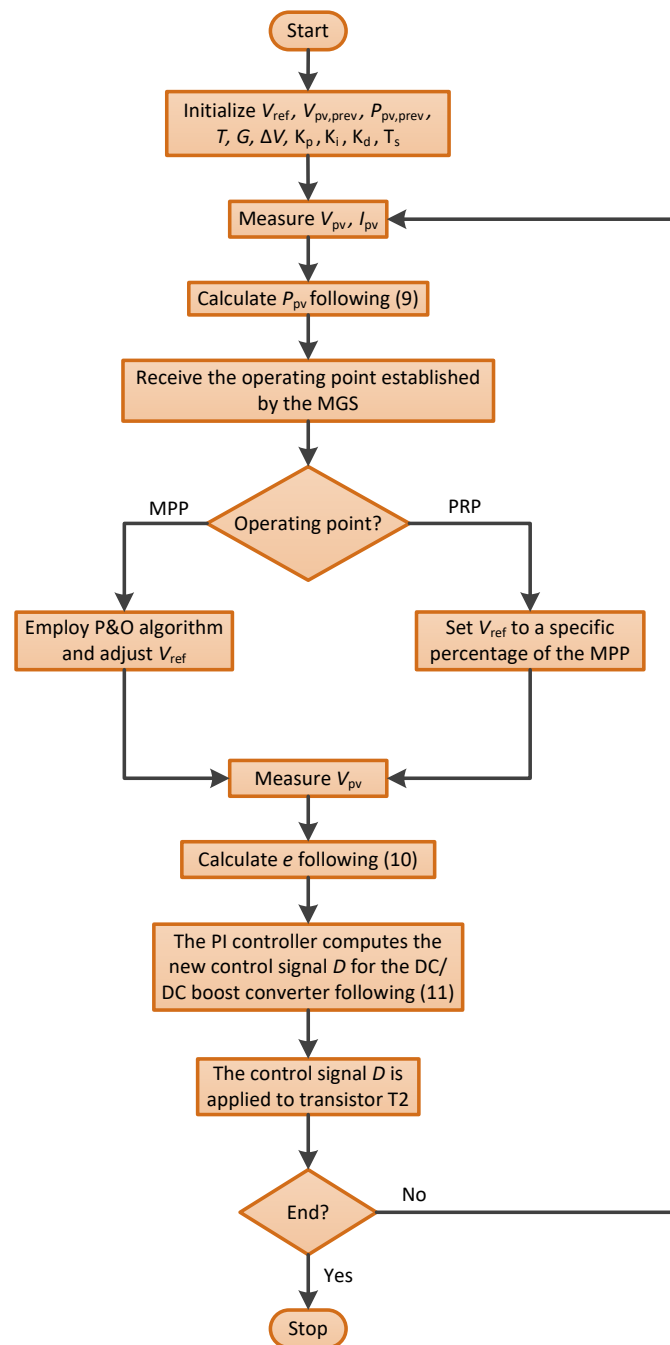 Start
Initialize Vref, Vpv,prev, Ppv,prev,
T, G, ΔV, Kp, Ki, Kd, Ts
Measure Vpv, Ipv
Calculate Ppv following (9)
Receive the operating point established
by the MGS
MPP
Operating point?
PRP
Employ P&O algorithm
and adjust Vref
Set Vref to a specific
percentage of the MPP
Measure Vpv
Calculate e following (10)
The PI controller computes the
new control signal D for the DC/
DC boost converter following (11)
The control signal D is
applied to transistor T2
End?
No
Yes
Stop